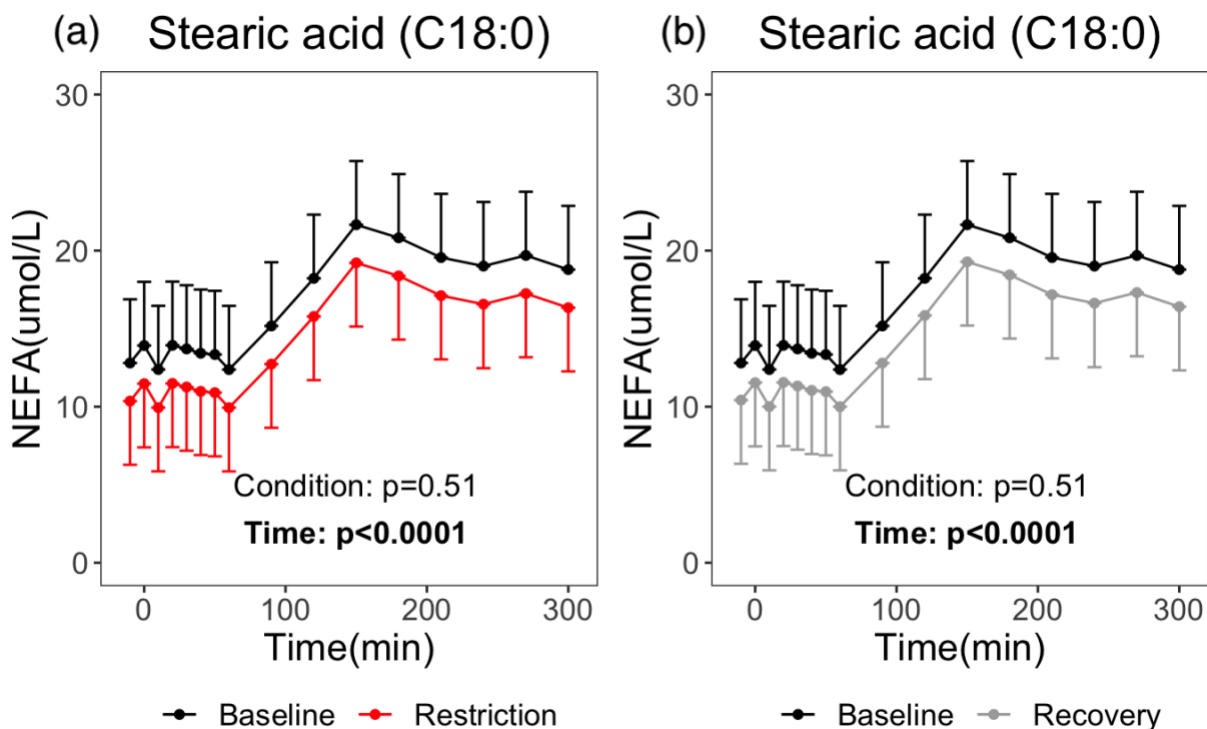 (a) Stearic acid (C18:0)
30
20
10
0
NEFA(umol/L)
Condition: p=0.51
Time: p<0.0001
0 100 200 300
Time(min)
Baseline Restriction
(b) Stearic acid (C18:0)
30
20
10
0
NEFA(umol/L)
Condition: p=0.51
Time: p<0.0001
0 100 200 300
Time(min)
Baseline Recovery